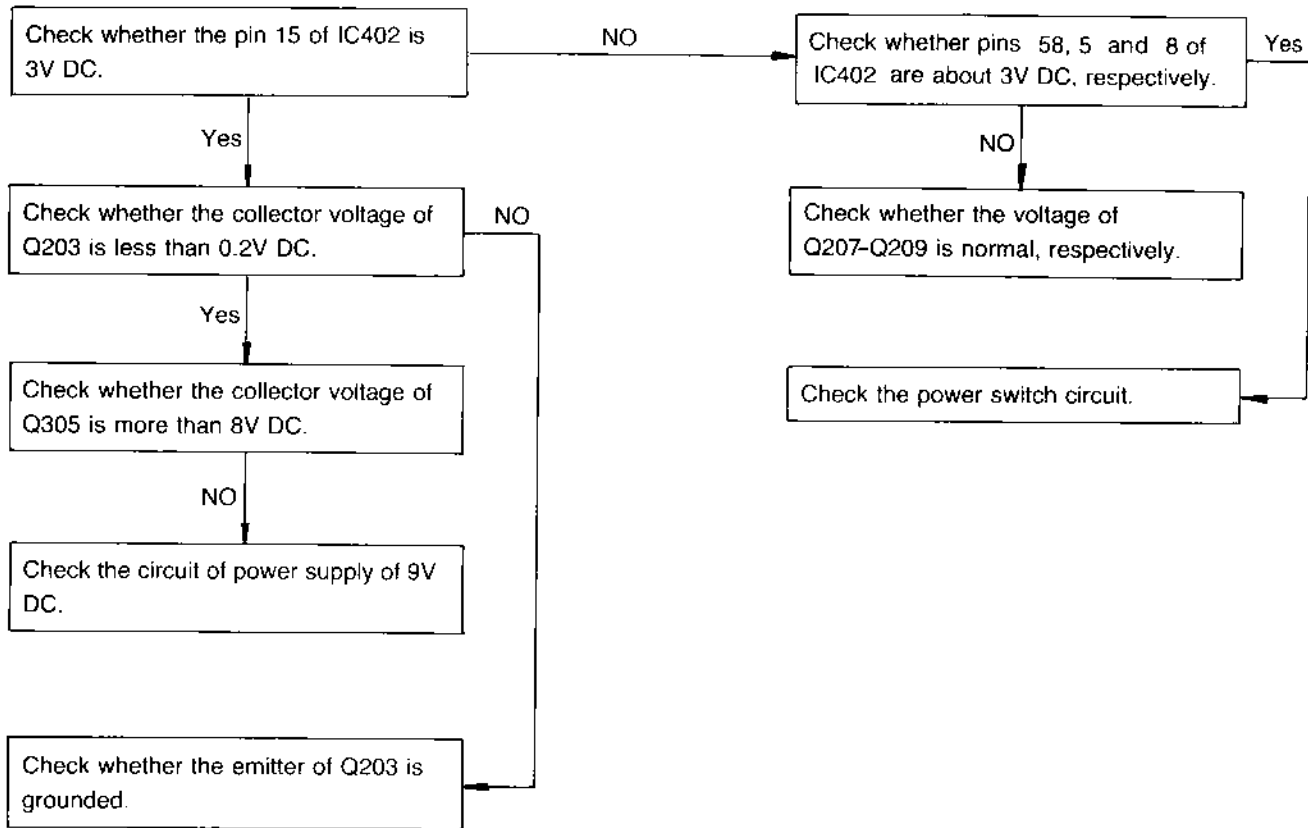 Check whether the pin 15 of IC402 is
3V DC.
NO
Check whether pins 58, 5 and 8 of
IC402 are about 3V DC, respectively.
Yes
Yes
NO
Check whether the collector voltage of
Q203 is less than 0.2V DC.
NO
Check whether the voltage of
Q207-Q209 is normal, respectively.
Yes
Check whether the collector voltage of
Q305 is more than 8V DC.
Check the power switch circuit.
NO
Check the circuit of power supply of 9V
DC.
Check whether the emitter of Q203 is
grounded.